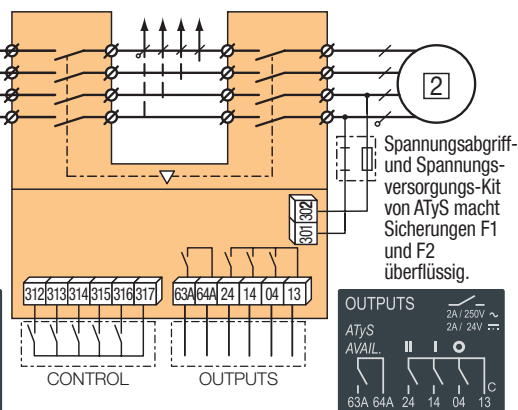 2
Spannungsabgriff-
und Spannungs-
versorgungs-Kit
von ATyS macht
Sicherungen F1
und F2
überflüssig.
301 302
312 313 314 315 316 317
63A 64A 24 14 04 13
CONTROL
OUTPUTS
OUTPUTS
2A / 250V ~
2A / 24V ⎓
ATyS
AVAIL.
II I O
C
63A 64A 24 14 04 13